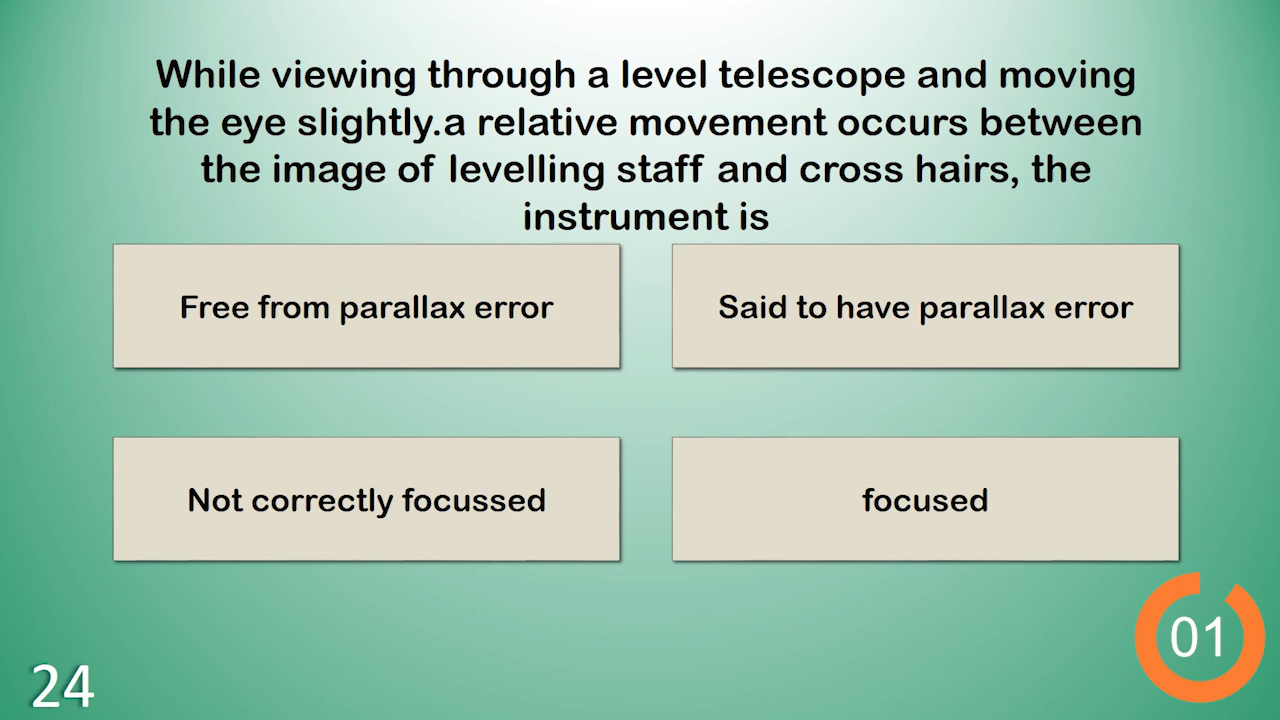 While viewing through a level telescope and moving
the eye slightly.a relative movement occurs between
the image of levelling staff and cross hairs, the
instrument is
Free from parallax error
Said to have parallax error
Not correctly focussed
focused
01
24